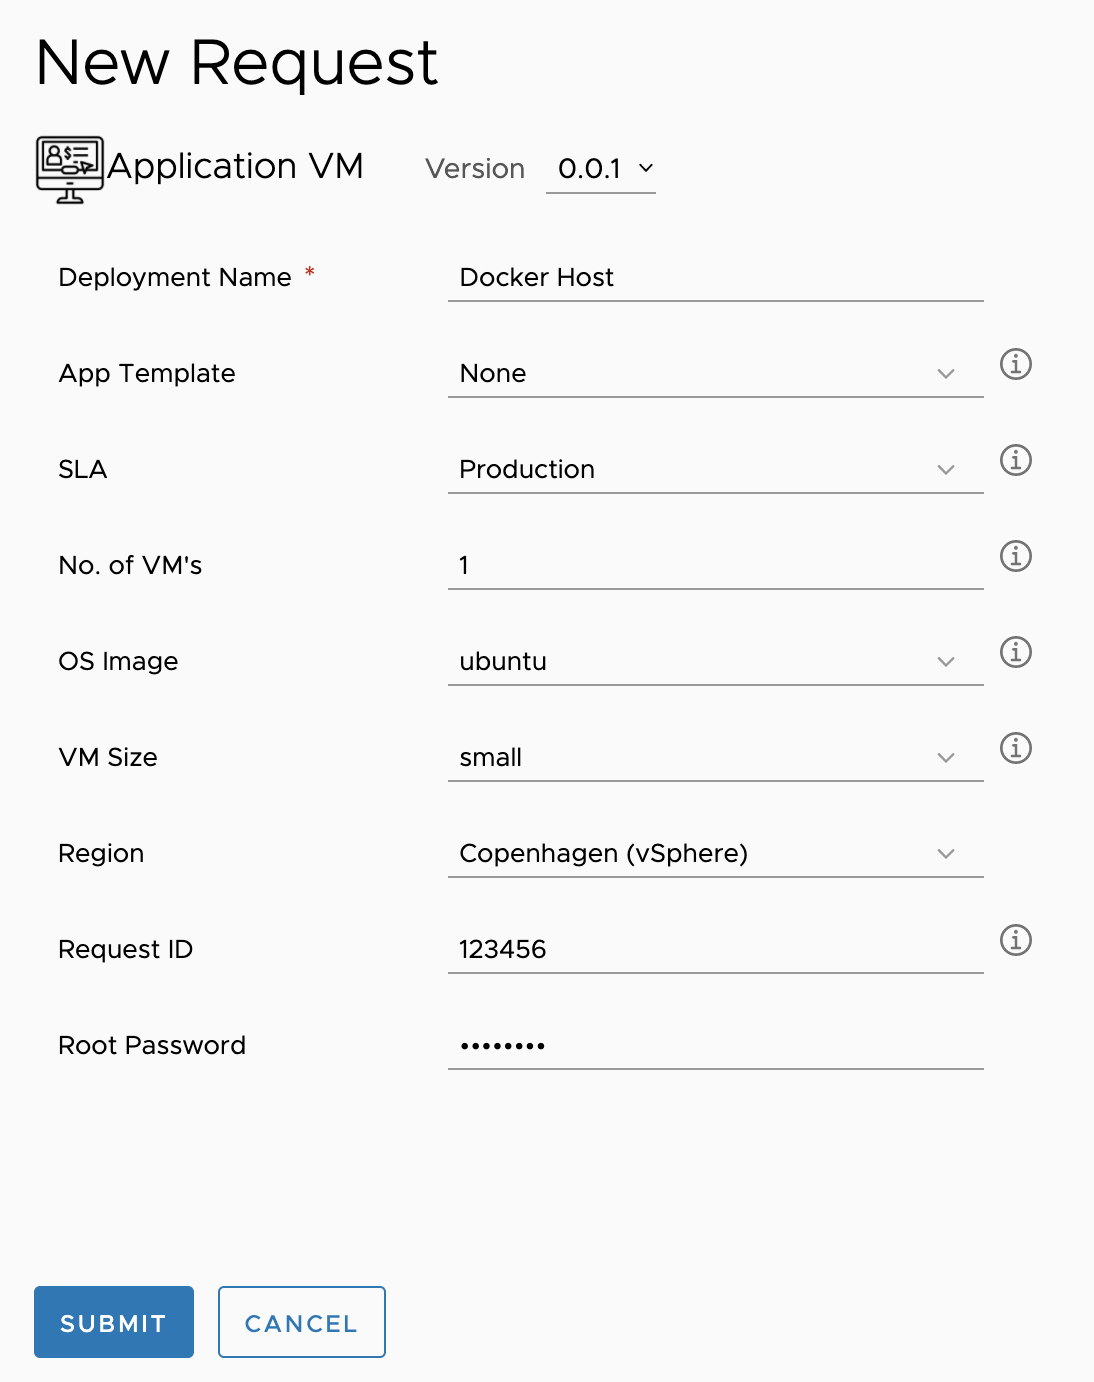 New Request
Application VM Version 0.0.1
Deployment Name * Docker Host
App Template None
SLA Production
No. of VM's 1
OS Image ubuntu
VM Size small
Region Copenhagen (vSphere)
Request ID 123456
Root Password ••••••••
SUBMIT CANCEL